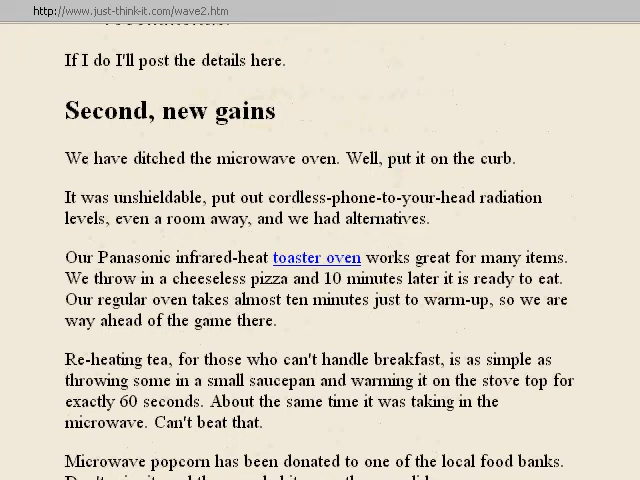 http://www.just-think-it.com/wave2.htm
If I do I'll post the details here.
Second, new gains
We have ditched the microwave oven. Well, put it on the curb.
It was unshieldable, put out cordless-phone-to-your-head radiation
levels, even a room away, and we had alternatives.
Our Panasonic infrared-heat toaster oven works great for many items.
We throw in a cheeseless pizza and 10 minutes later it is ready to eat.
Our regular oven takes almost ten minutes just to warm-up, so we are
way ahead of the game there.
Re-heating tea, for those who can't handle breakfast, is as simple as
throwing some in a small saucepan and warming it on the stove top for
exactly 60 seconds. About the same time it was taking in the
microwave. Can't beat that.
Microwave popcorn has been donated to one of the local food banks.